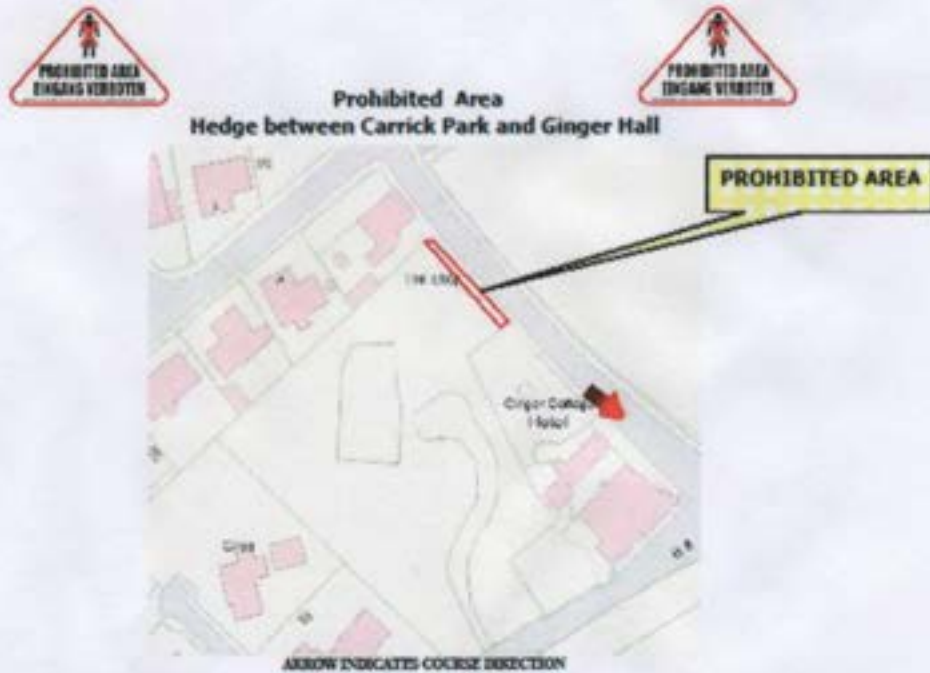 PROHIBITED AREA
EINGANG VERBOTEN
PROHIBITED AREA
EINGANG VERBOTEN
Prohibited Area
Hedge between Carrick Park and Ginger Hall
PROHIBITED AREA
Hotel
ARROW INDICATES COURSE DIRECTION